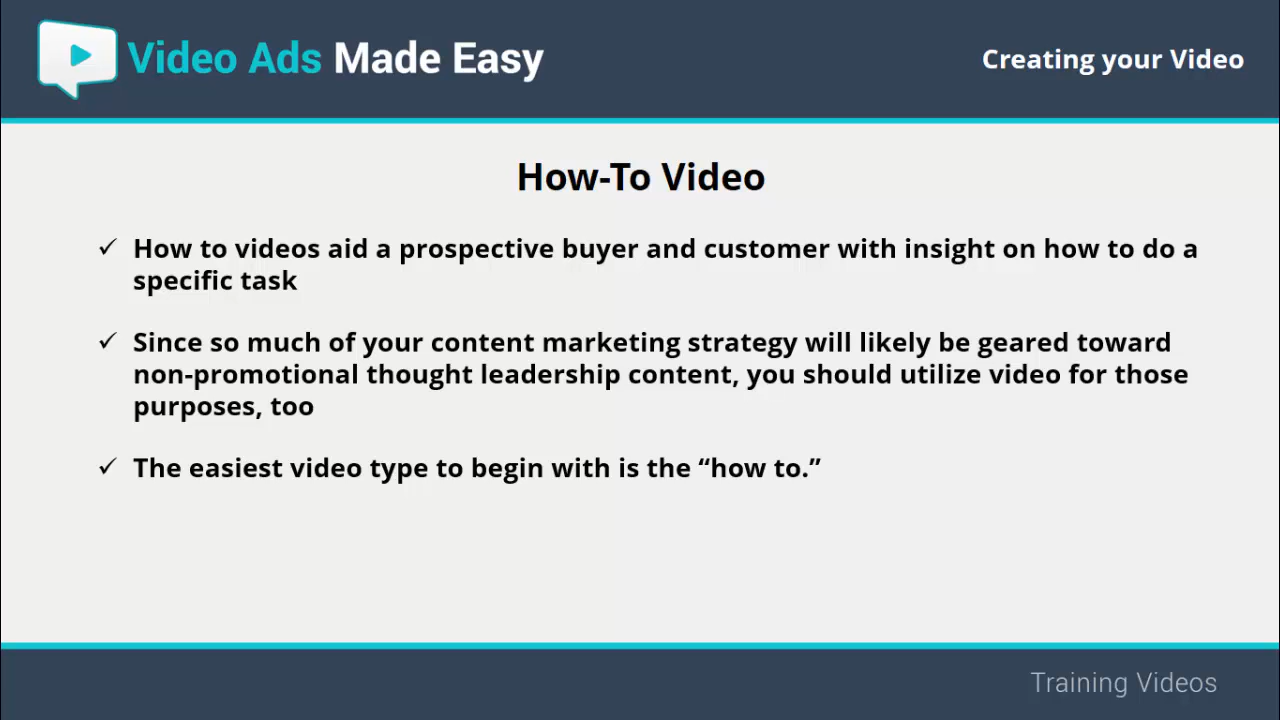 Video Ads Made Easy
Creating your Video
How-To Video
✓ How to videos aid a prospective buyer and customer with insight on how to do a
specific task
✓ Since so much of your content marketing strategy will likely be geared toward
non-promotional thought leadership content, you should utilize video for those
purposes, too
✓ The easiest video type to begin with is the “how to.”
Training Videos